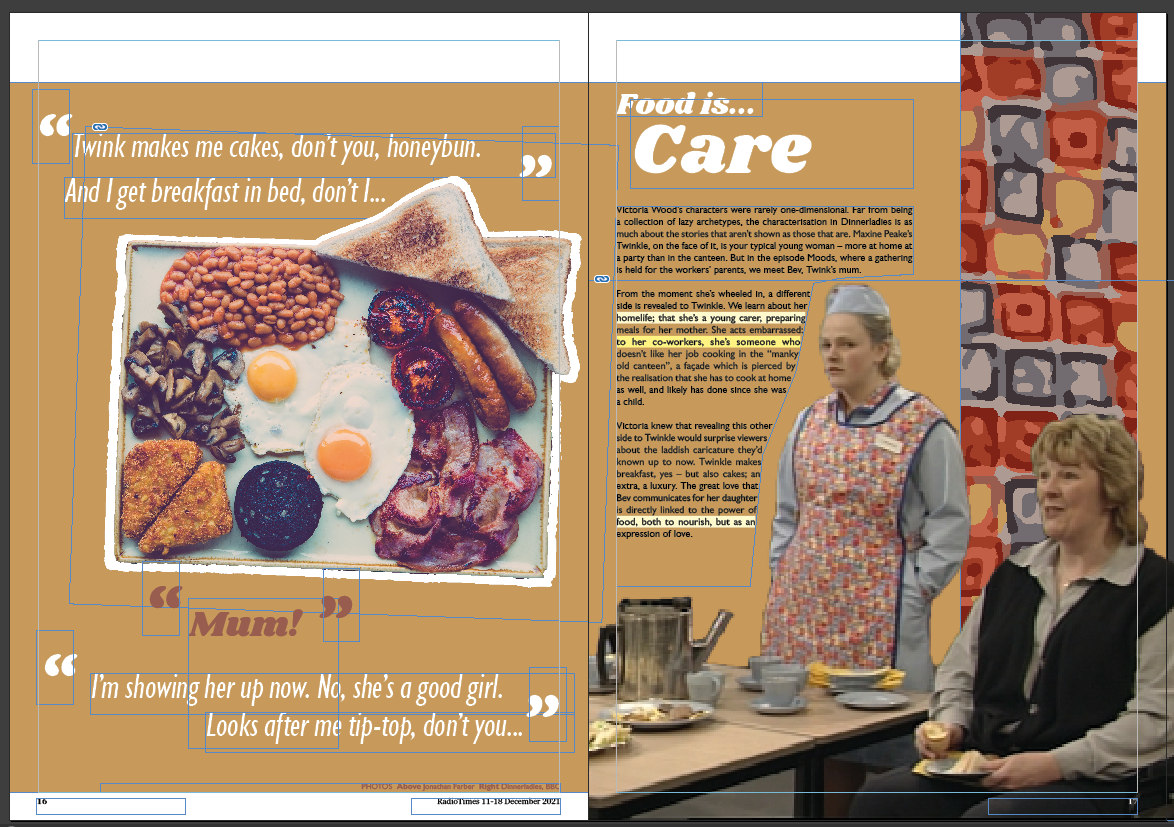 “ Twink makes me cakes, don’t you, honeybun.
And I get breakfast in bed, don’t I... ”
“ Mum! ”
“ I’m showing her up now. No, she’s a good girl.
Looks after me tip-top, don’t you... ”
PHOTOS Above Jonathan Farber Right Dinnerladies, BBC
16
RadioTimes 11-18 December 2021
Food is...
Care
Victoria Wood’s characters were rarely one-dimensional. Far from being
a collection of lazy archetypes, the characterisation in Dinnerladies is as
much about the stories that aren’t shown as those that are. Maxine Peake’s
Twinkle, on the face of it, is your typical young woman – more at home at
a party than in the canteen. But in the episode Moods, where a gathering
is held for the workers’ parents, we meet Bev, Twink’s mum.
From the moment she’s wheeled in, a different
side is revealed to Twinkle. We learn about her
homelife; that she’s a young carer, preparing
meals for her mother. She acts embarrassed:
to her co-workers, she’s someone who
doesn’t like her job cooking in the “manky
old canteen”, a façade which is pierced by
the realisation that she has to cook at home
as well, and likely has done since she was
a child.
Victoria knew that revealing this other
side to Twinkle would surprise viewers
about the laddish caricature they’d
known up to now. Twinkle makes
breakfast, yes – but also cakes; an
extra, a luxury. The great love that
Bev communicates for her daughter
is directly linked to the power of
food, both to nourish, but as an
expression of love.
17